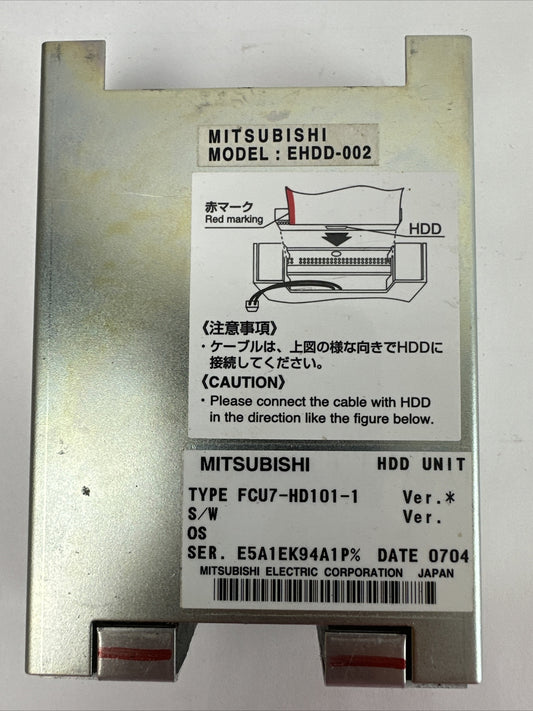 MITSUBISHI
MODEL : EHDD-002
赤マーク
Red marking
HDD
《注意事項》
・ケーブルは、上図の様な向きでHDDに
接続してください。
《CAUTION》
・Please connect the cable with HDD
in the direction like the figure below.
MITSUBISHI HDD UNIT
TYPE FCU7-HD101-1 Ver.*
S/W Ver.
OS
SER. E5A1EK94A1P% DATE 0704
MITSUBISHI ELECTRIC CORPORATION JAPAN